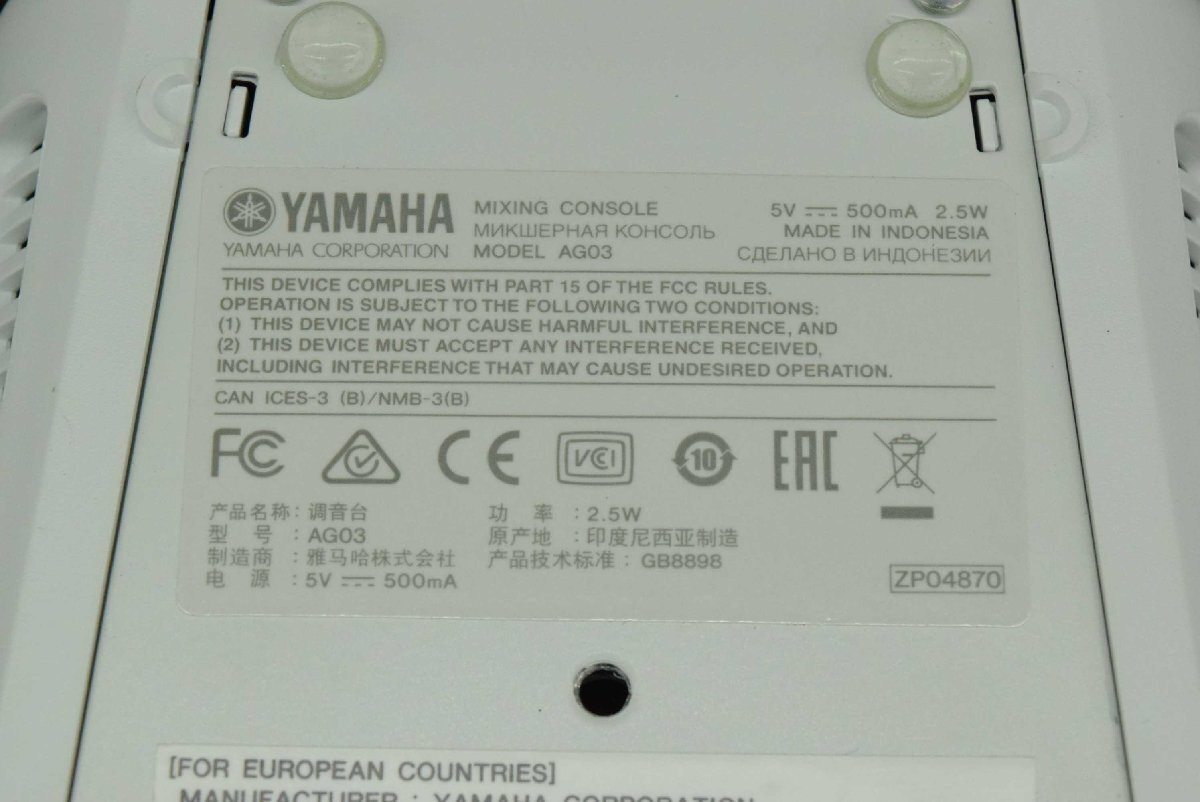 YAMAHA
YAMAHA CORPORATION
MIXING CONSOLE
МИКШЕРНАЯ КОНСОЛЬ
MODEL AG03
5V ⎓ 500mA 2.5W
MADE IN INDONESIA
СДЕЛАНО В ИНДОНЕЗИИ
THIS DEVICE COMPLIES WITH PART 15 OF THE FCC RULES.
OPERATION IS SUBJECT TO THE FOLLOWING TWO CONDITIONS:
(1) THIS DEVICE MAY NOT CAUSE HARMFUL INTERFERENCE, AND
(2) THIS DEVICE MUST ACCEPT ANY INTERFERENCE RECEIVED,
INCLUDING INTERFERENCE THAT MAY CAUSE UNDESIRED OPERATION.
CAN ICES-3 (B)/NMB-3(B)
FC CE VCI 10 EAC
产品名称：调音台
型 号：AG03
制造商：雅马哈株式会社
电 源：5V ⎓ 500mA
功 率：2.5W
原产地：印度尼西亚制造
产品技术标准：GB8898
ZP04870
[FOR EUROPEAN COUNTRIES]
MANUFACTURER : YAMAHA CORPORATION